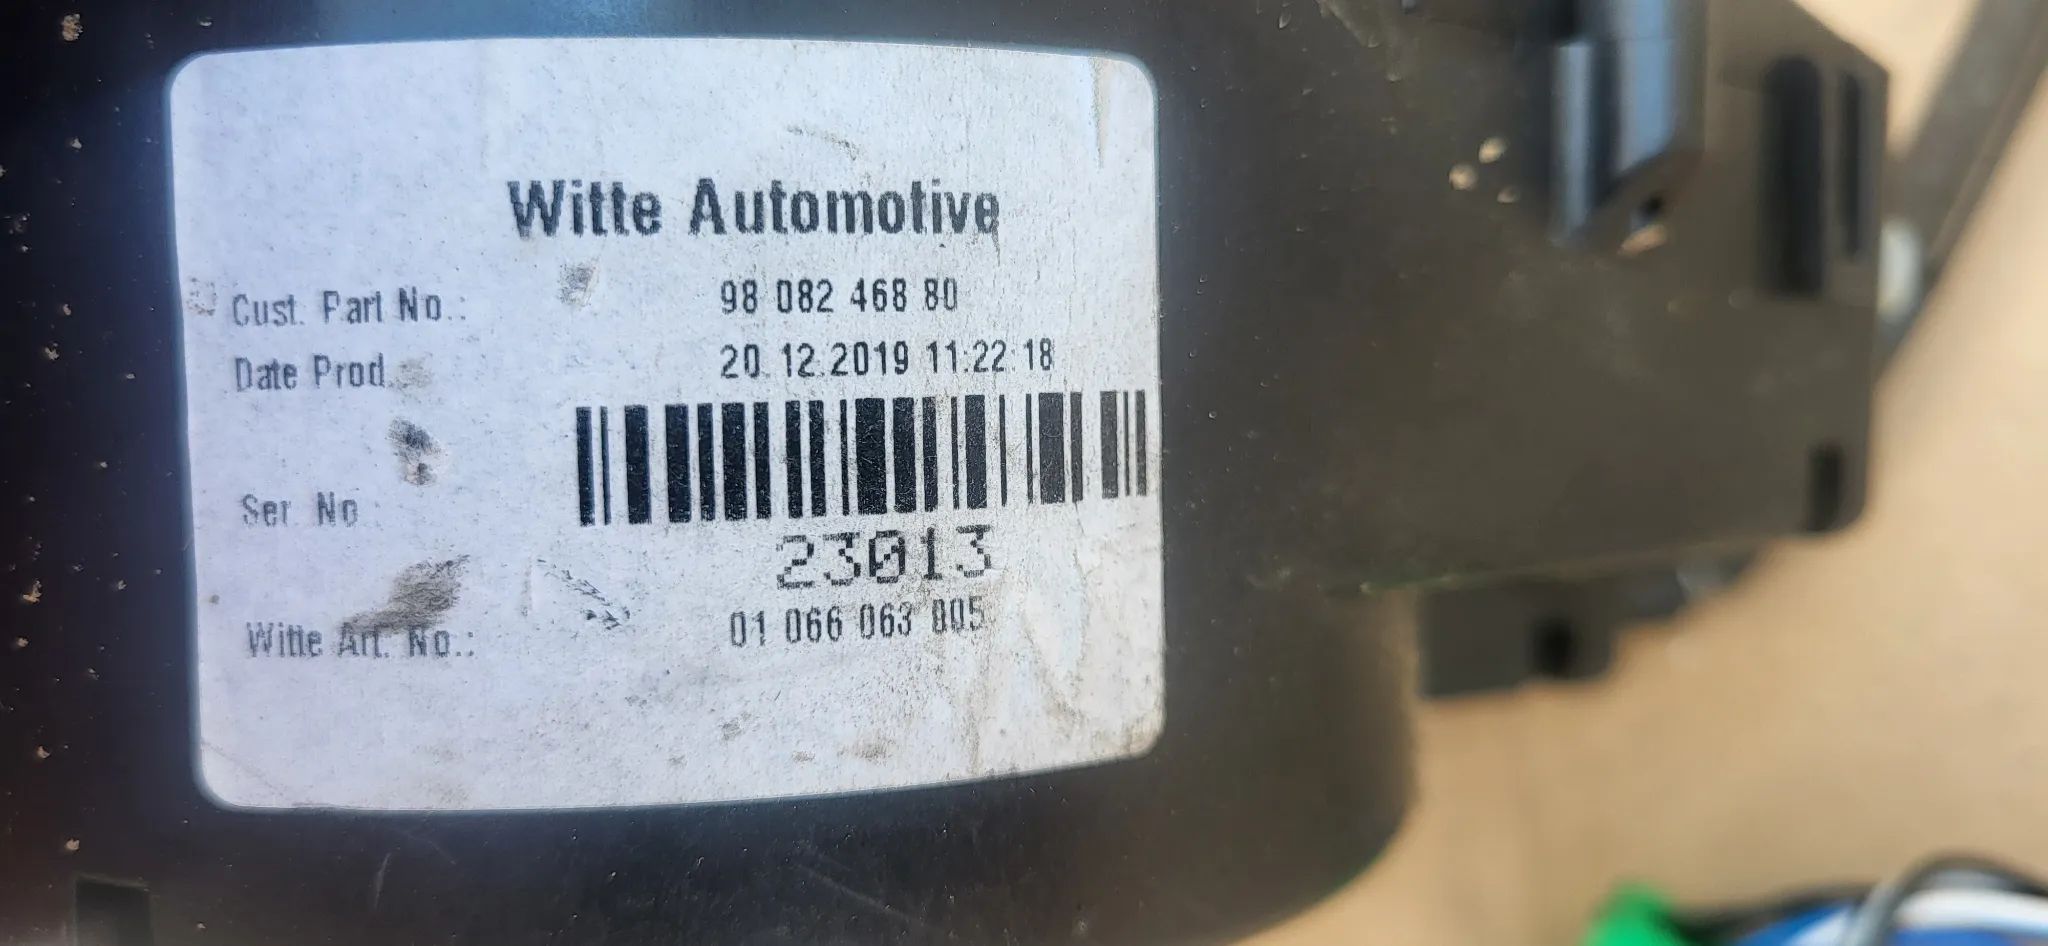 Witte Automotive
Cust. Part No.: 98 082 468 80
Date Prod. 20.12.2019 11:22:18
Ser. No.:
23013
Witte Art. No.: 01 066 063 805